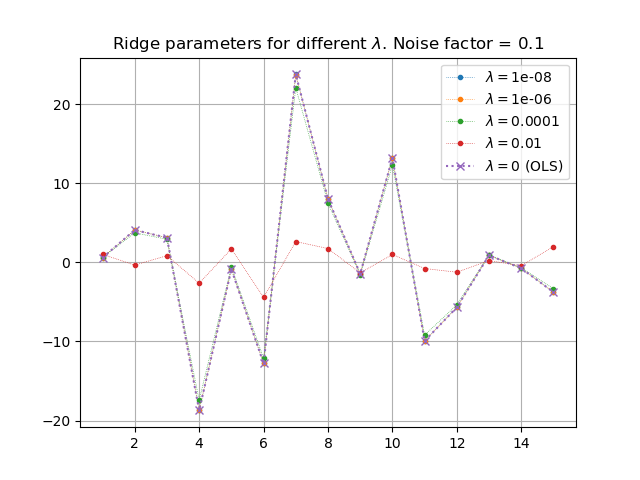 Ridge parameters for different λ. Noise factor = 0.1
λ = 1e-08
λ = 1e-06
λ = 0.0001
λ = 0.01
λ = 0 (OLS)
20
10
0
−10
−20
2 4 6 8 10 12 14